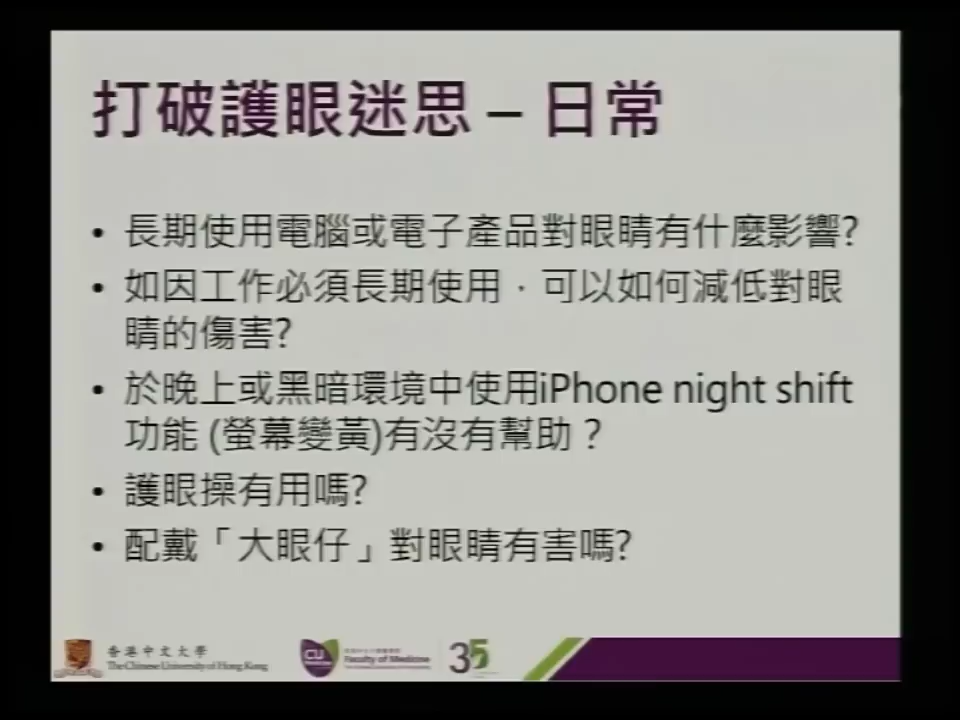 打破護眼迷思 – 日常
• 長期使用電腦或電子產品對眼睛有什麼影響?
• 如因工作必須長期使用，可以如何減低對眼
睛的傷害?
• 於晚上或黑暗環境中使用iPhone night shift
功能 (螢幕變黃)有沒有幫助？
• 護眼操有用嗎?
• 配戴「大眼仔」對眼睛有害嗎?
香港中文大學
The Chinese University of Hong Kong
CU
Faculty of Medicine
35